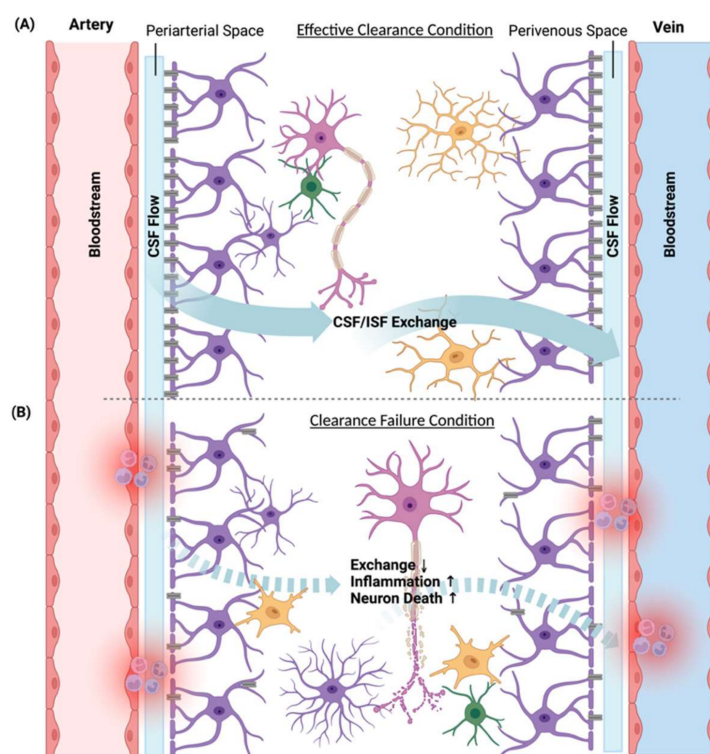 (A)
Artery
Periarterial Space
Effective Clearance Condition
Perivenous Space
Vein
Bloodstream
CSF Flow
CSF Flow
Bloodstream
CSF/ISF Exchange
(B)
Clearance Failure Condition
Exchange ↓
Inflammation ↑
Neuron Death ↑